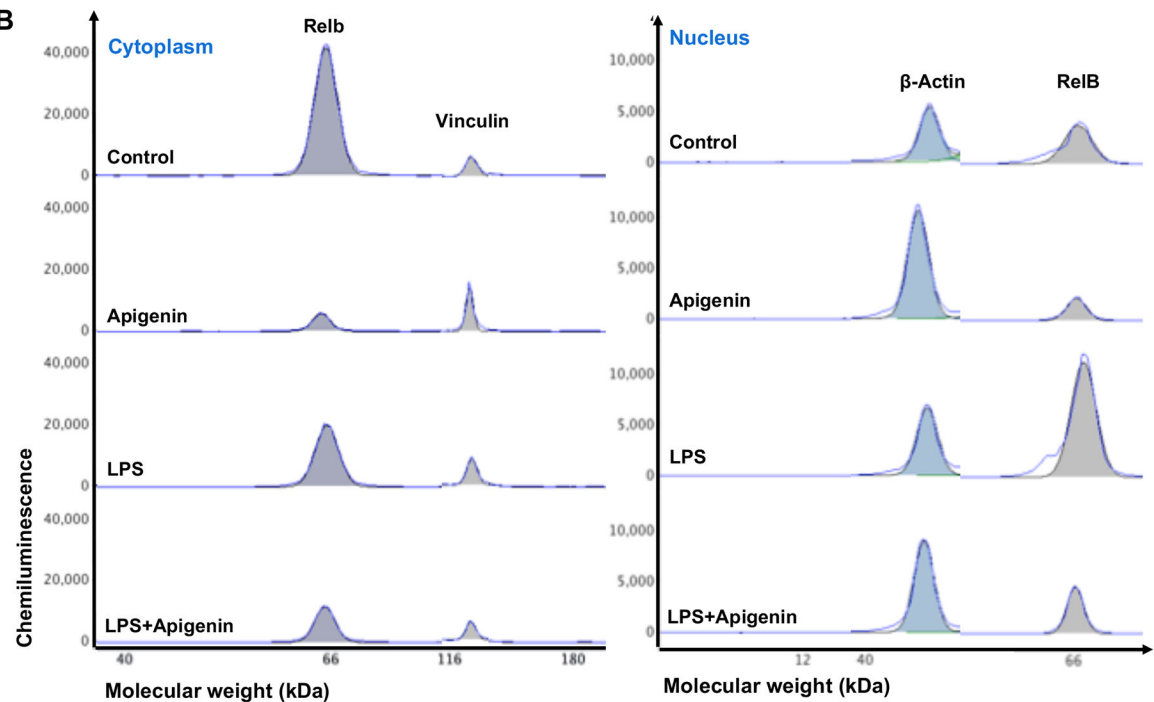 B
Cytoplasm
Relb
Vinculin
40,000
20,000
Control
0
40,000
20,000
Apigenin
0
40,000
20,000
LPS
0
40,000
20,000
LPS+Apigenin
0
40 66 116 180
Molecular weight (kDa)
Chemiluminescence
Nucleus
β-Actin RelB
10,000
5,000
Control
0
10,000
5,000
Apigenin
0
10,000
5,000
LPS
0
10,000
5,000
LPS+Apigenin
0
12 40 66
Molecular weight (kDa)